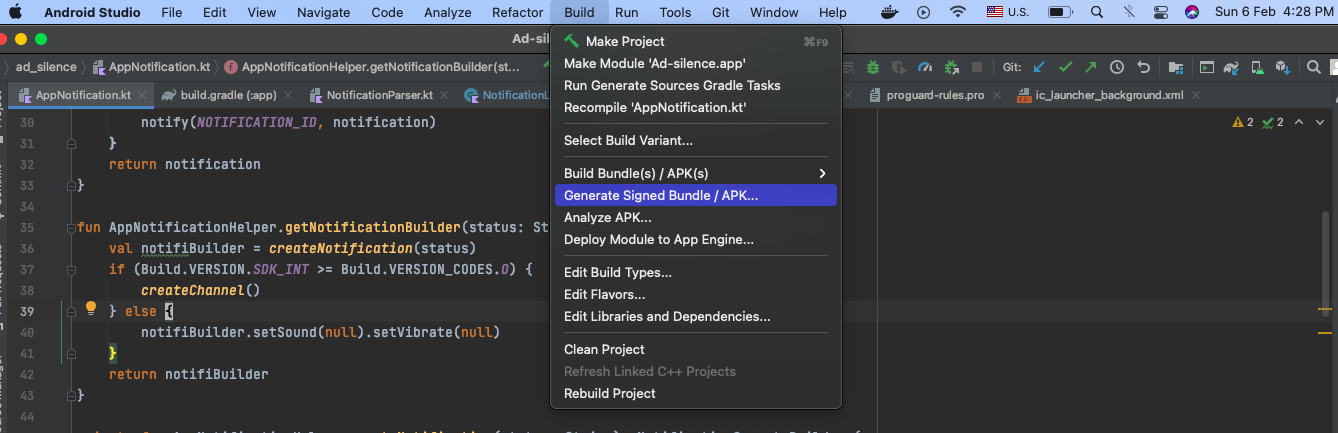 Android Studio File Edit View Navigate Code Analyze Refactor Build Run Tools Git Window Help U.S. Sun 6 Feb 4:28 PM
Ad-sil
ad_silence AppNotification.kt AppNotificationHelper.getNotificationBuilder(st... Git:
AppNotification.kt build.gradle (:app) NotificationParser.kt NotificationL proguard-rules.pro ic_launcher_background.xml
Make Project ⌘F9
Make Module 'Ad-silence.app'
Run Generate Sources Gradle Tasks
Recompile 'AppNotification.kt'
Select Build Variant...
Build Bundle(s) / APK(s)
Generate Signed Bundle / APK...
Analyze APK...
Deploy Module to App Engine...
Edit Build Types...
Edit Flavors...
Edit Libraries and Dependencies...
Clean Project
Refresh Linked C++ Projects
Rebuild Project
2 2
30 notify(NOTIFICATION_ID, notification)
31 }
32 return notification
33 }
34
35 fun AppNotificationHelper.getNotificationBuilder(status: St
36 val notifiBuilder = createNotification(status)
37 if (Build.VERSION.SDK_INT >= Build.VERSION_CODES.O) {
38 createChannel()
39 } else {
40 notifiBuilder.setSound(null).setVibrate(null)
41 }
42 return notifiBuilder
43 }
44